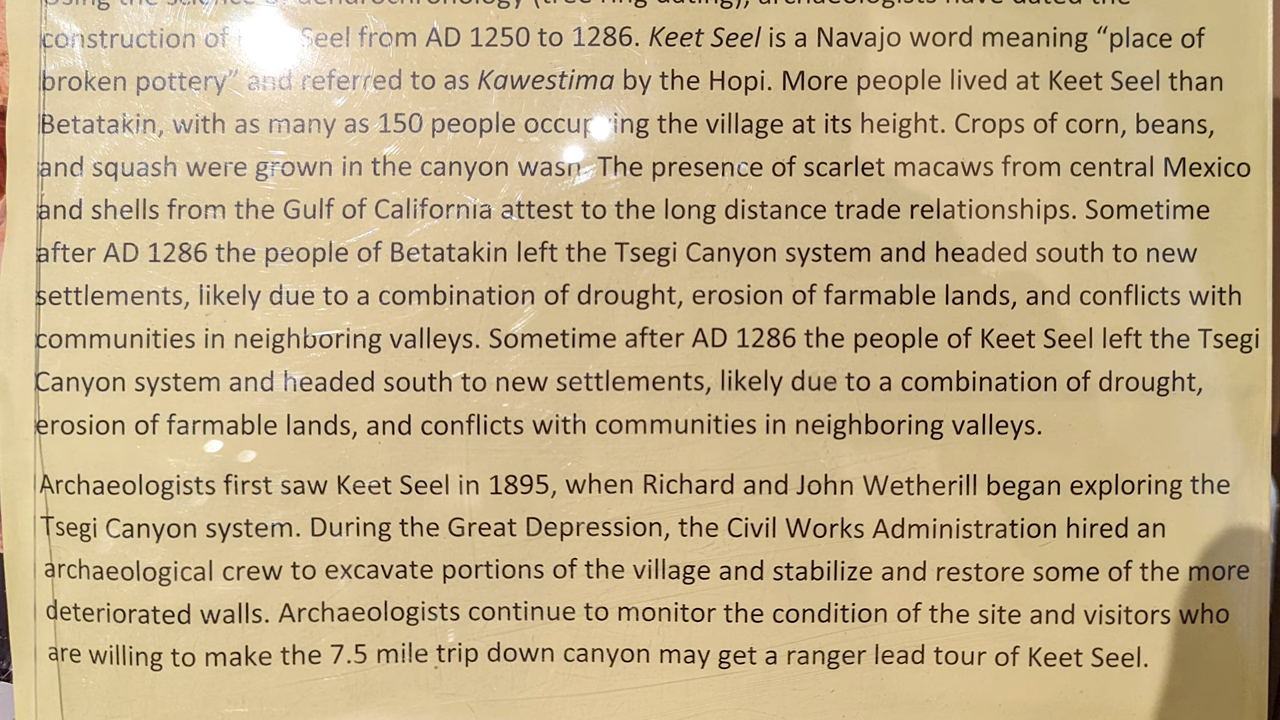 Using the science of dendrochronology (tree-ring dating), archaeologists have dated the
construction of Seel from AD 1250 to 1286. Keet Seel is a Navajo word meaning “place of
broken pottery” and referred to as Kawestima by the Hopi. More people lived at Keet Seel than
Betatakin, with as many as 150 people occupying the village at its height. Crops of corn, beans,
and squash were grown in the canyon wash. The presence of scarlet macaws from central Mexico
and shells from the Gulf of California attest to the long distance trade relationships. Sometime
after AD 1286 the people of Betatakin left the Tsegi Canyon system and headed south to new
settlements, likely due to a combination of drought, erosion of farmable lands, and conflicts with
communities in neighboring valleys. Sometime after AD 1286 the people of Keet Seel left the Tsegi
Canyon system and headed south to new settlements, likely due to a combination of drought,
erosion of farmable lands, and conflicts with communities in neighboring valleys.
Archaeologists first saw Keet Seel in 1895, when Richard and John Wetherill began exploring the
Tsegi Canyon system. During the Great Depression, the Civil Works Administration hired an
archaeological crew to excavate portions of the village and stabilize and restore some of the more
deteriorated walls. Archaeologists continue to monitor the condition of the site and visitors who
are willing to make the 7.5 mile trip down canyon may get a ranger lead tour of Keet Seel.